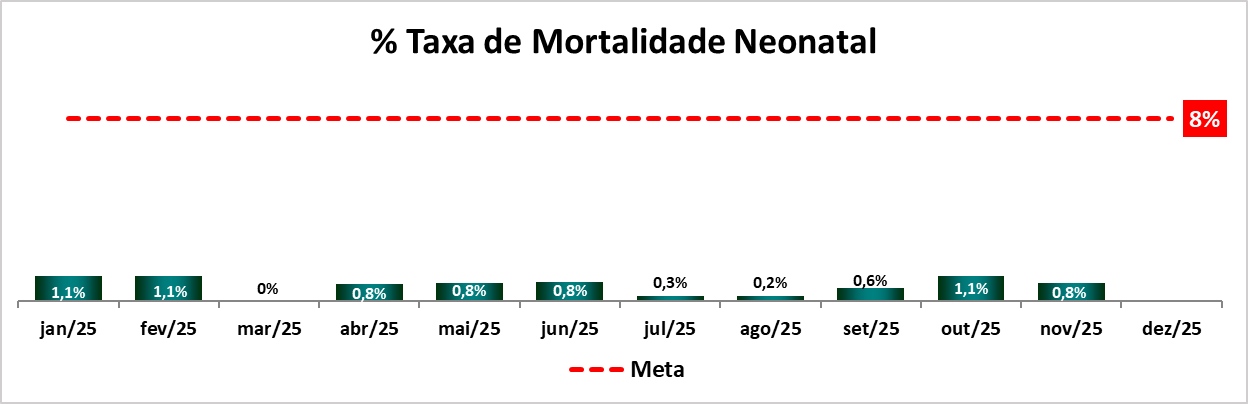 % Taxa de Mortalidade Neonatal
8%
1,1% 1,1% 0% 0,8% 0,8% 0,8% 0,3% 0,2% 0,6% 1,1% 0,8%
jan/25 fev/25 mar/25 abr/25 mai/25 jun/25 jul/25 ago/25 set/25 out/25 nov/25 dez/25
Meta